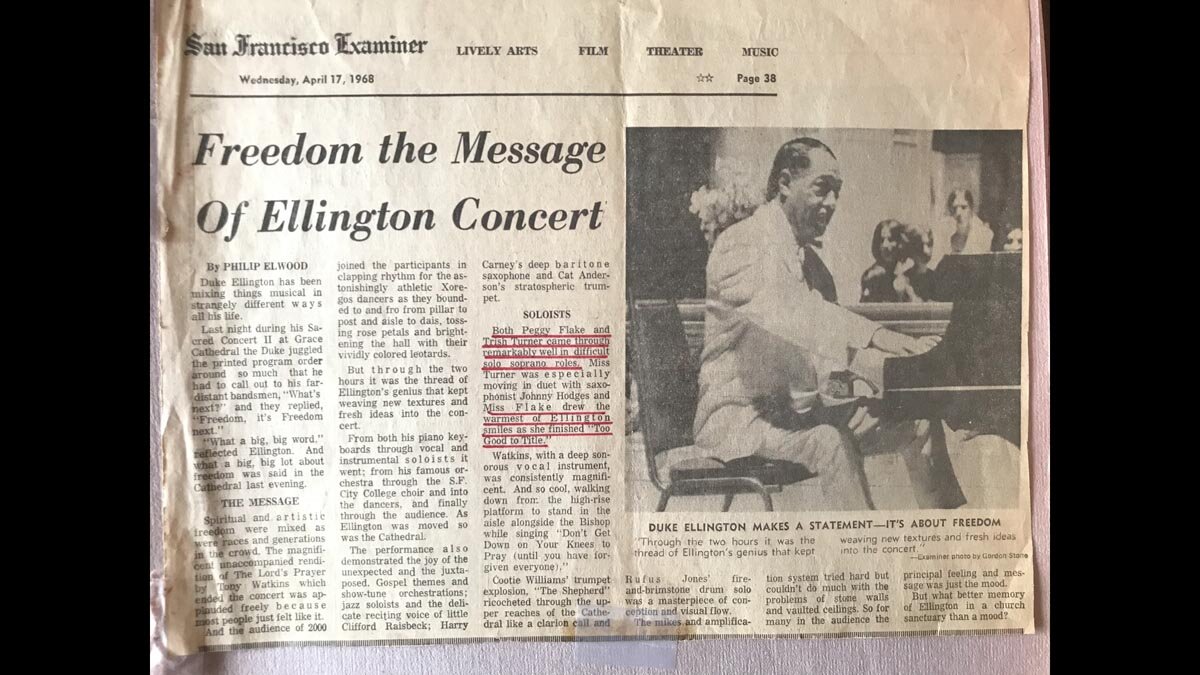 San Francisco Examiner
LIVELY ARTS FILM THEATER MUSIC
Wednesday, April 17, 1968
☆☆ Page 38
Freedom the Message
Of Ellington Concert
By PHILIP ELWOOD
Duke Ellington has been
mixing things musical in
strangely different ways
all his life.
Last night during his Sa-
cred Concert II at Grace
Cathedral the Duke juggled
the printed program order
around so much that he
had to call out to his far-
distant bandsmen, "What's
next?" and they replied,
"Freedom, it's Freedom
next."
"What a big, big word,"
reflected Ellington. And
what a big, big lot about
freedom was said in the
Cathedral last evening.
THE MESSAGE
Spiritual and artistic
freedom were mixed as
were races and generations
in the crowd. The magnifi-
cent unaccompanied rendi-
tion of The Lord's Prayer
by Tony Watkins which
ended the concert was ap-
plauded freely because
most people just felt like it.
And the audience of 2000
joined the participants in
clapping rhythm for the as-
tonishingly athletic Xore-
gos dancers as they bound-
ed to and fro from pillar to
post and aisle to dais, toss-
ing rose petals and bright-
ening the hall with their
vividly colored leotards.
But through the two
hours it was the thread of
Ellington's genius that kept
weaving new textures and
fresh ideas into the con-
cert.
From both his piano key-
boards through vocal and
instrumental soloists it
went; from his famous or-
chestra through the S.F.
City College choir and into
the dancers, and finally
through the audience. As
Ellington was moved so
was the Cathedral.
The performance also
demonstrated the joy of the
unexpected and the juxta-
posed. Gospel themes and
show-tune orchestrations;
jazz soloists and the deli-
cate reciting voice of little
Clifford Raisbeck; Harry
Carney's deep baritone
saxophone and Cat Ander-
son's stratospheric trum-
pet.
SOLOISTS
Both Peggy Flake and
Trish Turner came through
remarkably well in difficult
solo soprano roles. Miss
Turner was especially
moving in duet with saxo-
phonist Johnny Hodges and
Miss Flake drew the
warmest of Ellington
smiles as she finished "Too
Good to Title."
Watkins, with a deep son-
orous vocal instrument,
was consistently magnifi-
cent. And so cool, walking
down from the high-rise
platform to stand in the
aisle alongside the Bishop
while singing "Don't Get
Down on Your Knees to
Pray (until you have for-
given everyone)."
Cootie Williams' trumpet
explosion, "The Shepherd"
ricocheted through the up-
per reaches of the Cathe-
dral like a clarion call and
DUKE ELLINGTON MAKES A STATEMENT—IT'S ABOUT FREEDOM
"Through the two hours it was the
thread of Ellington's genius that kept
weaving new textures and fresh ideas
into the concert."
—Examiner photo by Gordon Stone
Rufus Jones' fire-
and-brimstone drum solo
was a masterpiece of con-
ception and visual flow.
The mikes and amplifica-
tion system tried hard but
couldn't do much with the
problems of stone walls
and vaulted ceilings. So for
many in the audience the
principal feeling and mes-
sage was just the mood.
But what better memory
of Ellington in a church
sanctuary than a mood?